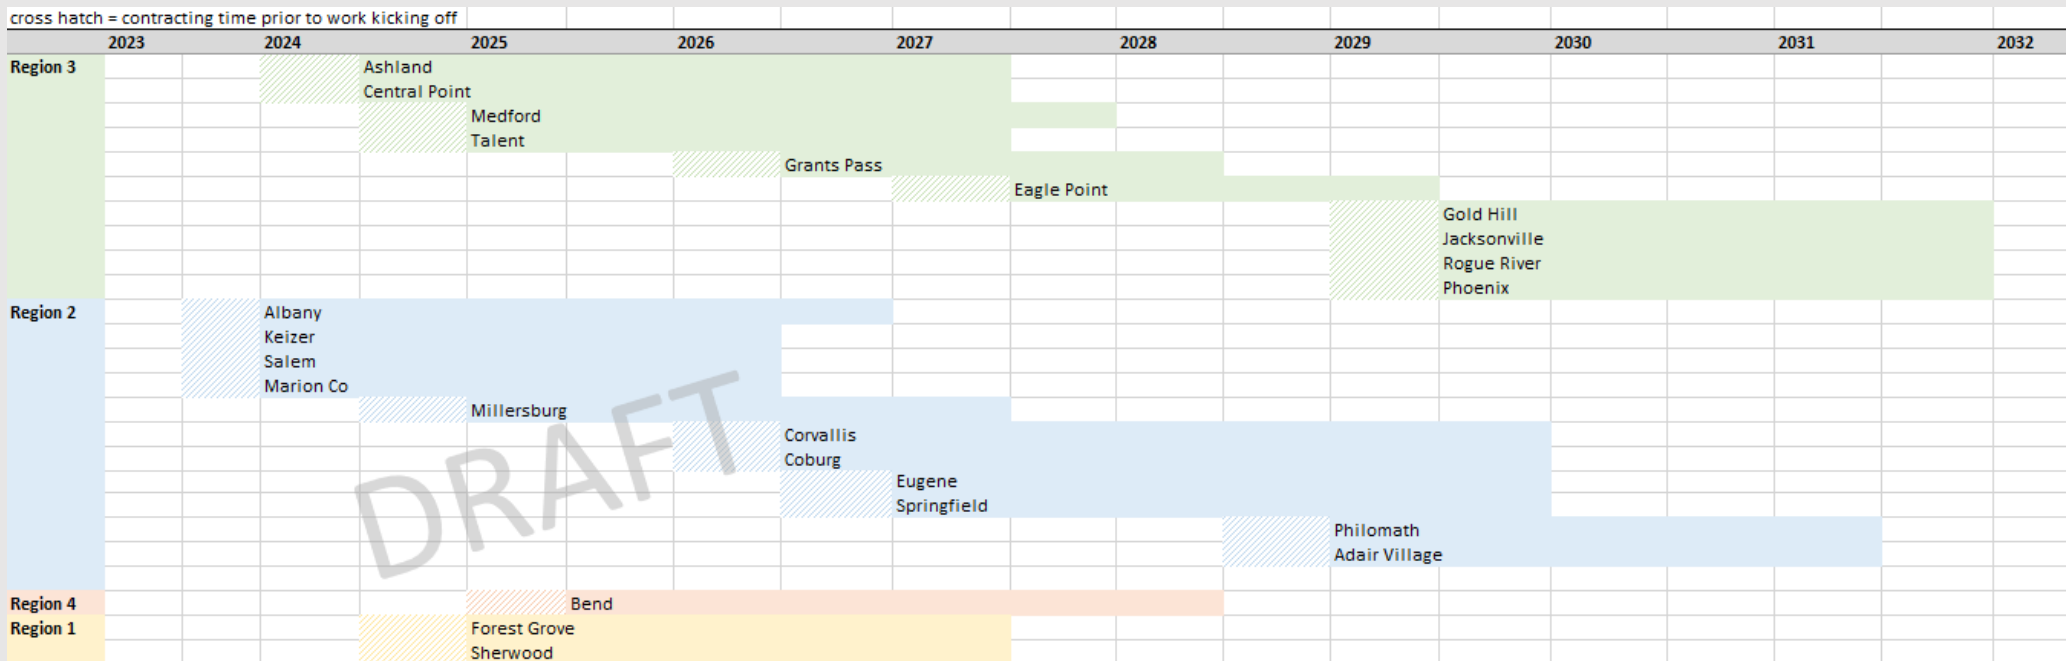 cross hatch = contracting time prior to work kicking off
2023 2024 2025 2026 2027 2028 2029 2030 2031 2032
Region 3 Ashland
Central Point
Medford
Talent
Grants Pass
Eagle Point
Gold Hill
Jacksonville
Rogue River
Phoenix
Region 2 Albany
Keizer
Salem
Marion Co
Millersburg
Corvallis
Coburg
Eugene
Springfield
Philomath
Adair Village
DRAFT
Region 4 Bend
Region 1 Forest Grove
Sherwood